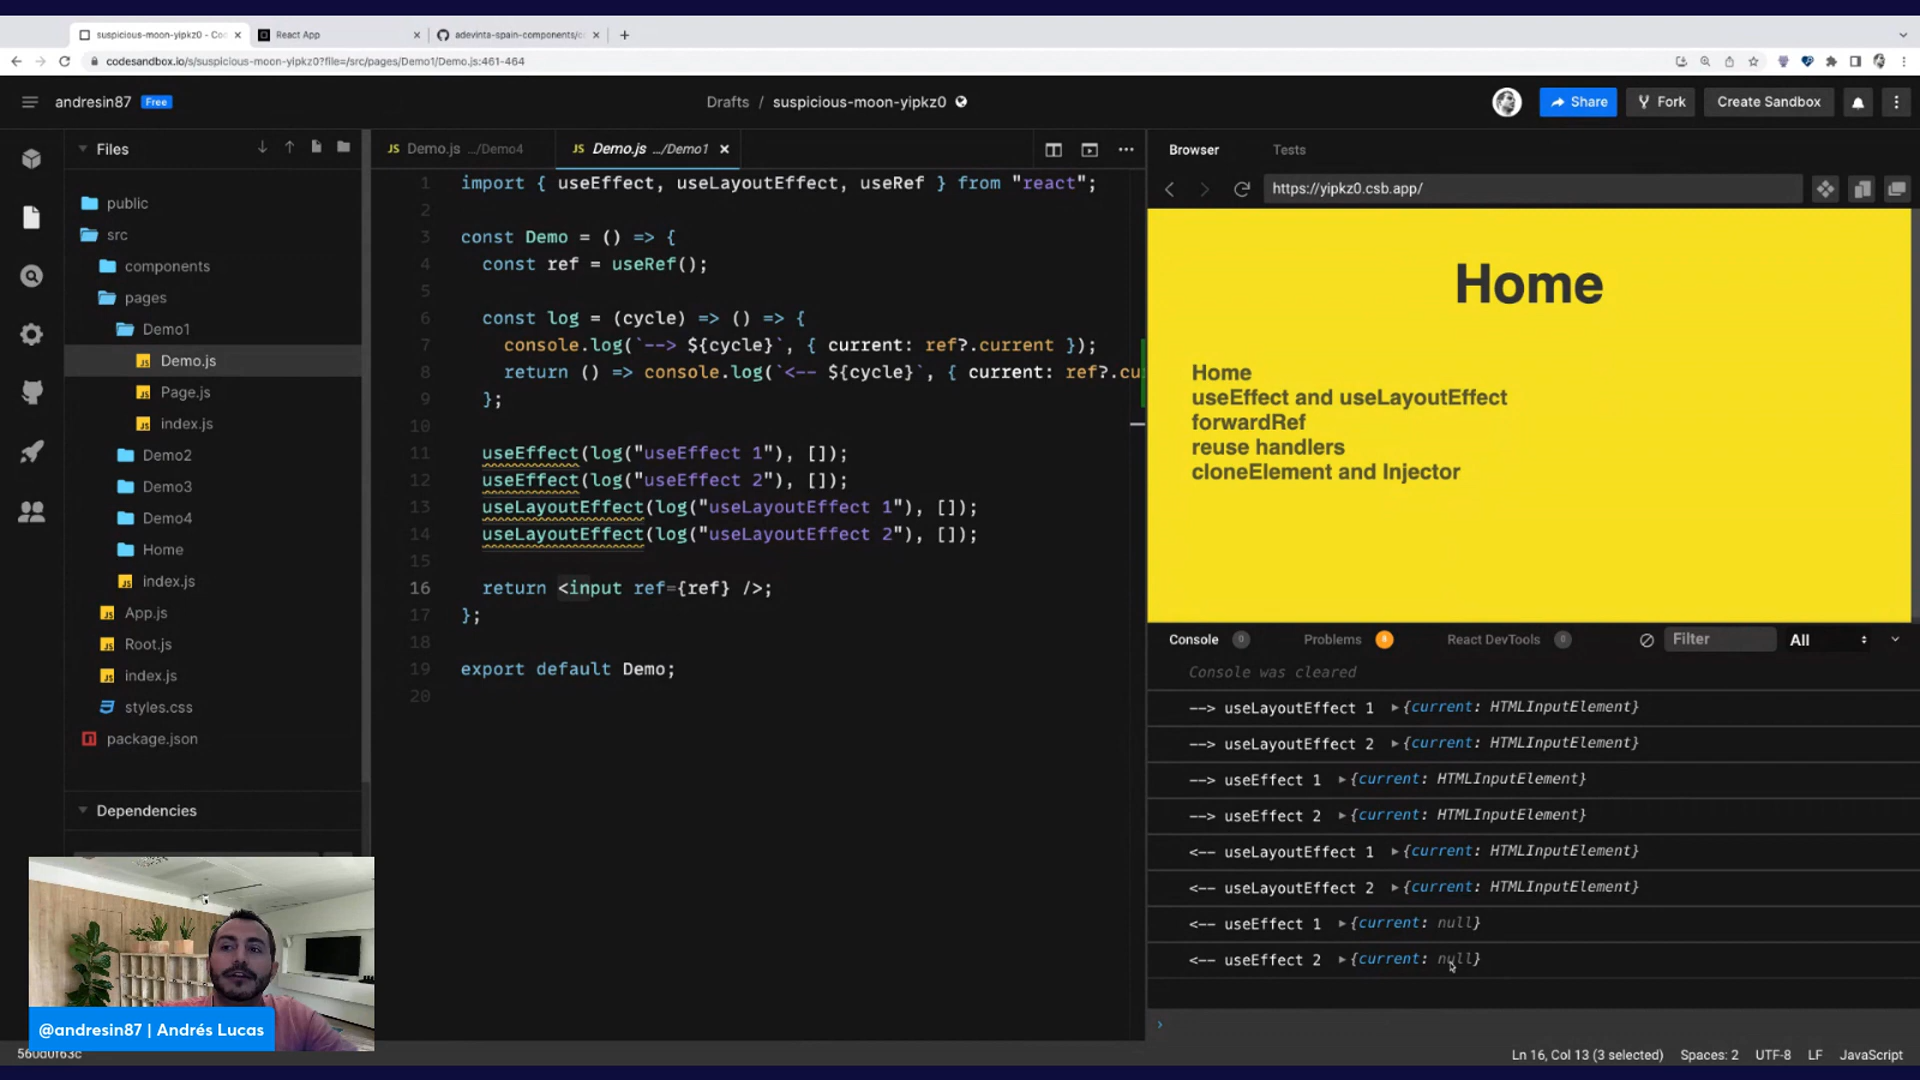 suspicious-moon-yipkz0 - Co
React App
adevinta-spain-components/
codesandbox.io/s/suspicious-moon-yipkz0?file=/src/pages/Demo1/Demo.js:461-464
andresin87 Free
Drafts / suspicious-moon-yipkz0
Share
Fork
Create Sandbox
Files
public
src
components
pages
Demo1
Demo.js
Page.js
index.js
Demo2
Demo3
Demo4
Home
index.js
App.js
Root.js
index.js
styles.css
package.json
Dependencies
@andresin87 | Andrés Lucas
560d0f63c
JS Demo.js .../Demo4
JS Demo.js .../Demo1
1 import { useEffect, useLayoutEffect, useRef } from "react";
2
3 const Demo = () => {
4 const ref = useRef();
5
6 const log = (cycle) => () => {
7 console.log(`--> ${cycle}`, { current: ref?.current });
8 return () => console.log(`<-- ${cycle}`, { current: ref?.cu
9 };
10
11 useEffect(log("useEffect 1"), []);
12 useEffect(log("useEffect 2"), []);
13 useLayoutEffect(log("useLayoutEffect 1"), []);
14 useLayoutEffect(log("useLayoutEffect 2"), []);
15
16 return <input ref={ref} />;
17 };
18
19 export default Demo;
20
Browser Tests
https://yipkz0.csb.app/
Home
Home
useEffect and useLayoutEffect
forwardRef
reuse handlers
cloneElement and Injector
Console 0 Problems 6 React DevTools 0 Filter All
Console was cleared
--> useLayoutEffect 1 ▶{current: HTMLInputElement}
--> useLayoutEffect 2 ▶{current: HTMLInputElement}
--> useEffect 1 ▶{current: HTMLInputElement}
--> useEffect 2 ▶{current: HTMLInputElement}
<-- useLayoutEffect 1 ▶{current: HTMLInputElement}
<-- useLayoutEffect 2 ▶{current: HTMLInputElement}
<-- useEffect 1 ▶{current: null}
<-- useEffect 2 ▶{current: null}
›
Ln 16, Col 13 (3 selected) Spaces: 2 UTF-8 LF JavaScript